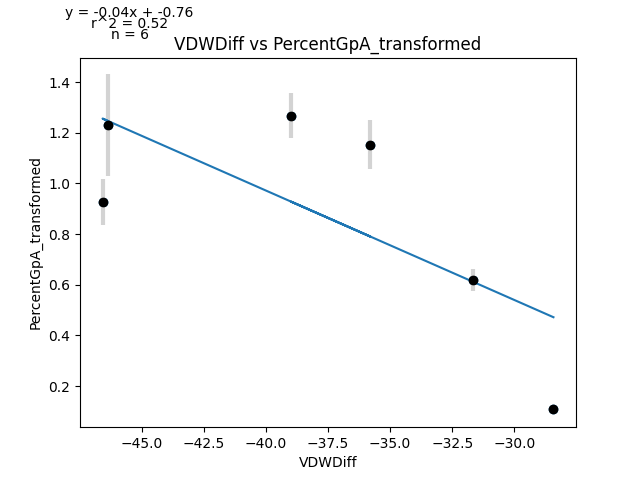 y = -0.04x + -0.76
r^2 = 0.52
n = 6
VDWDiff vs PercentGpA_transformed
1.4
1.2
1.0
0.8
0.6
0.4
0.2
PercentGpA_transformed
−45.0 −42.5 −40.0 −37.5 −35.0 −32.5 −30.0
VDWDiff